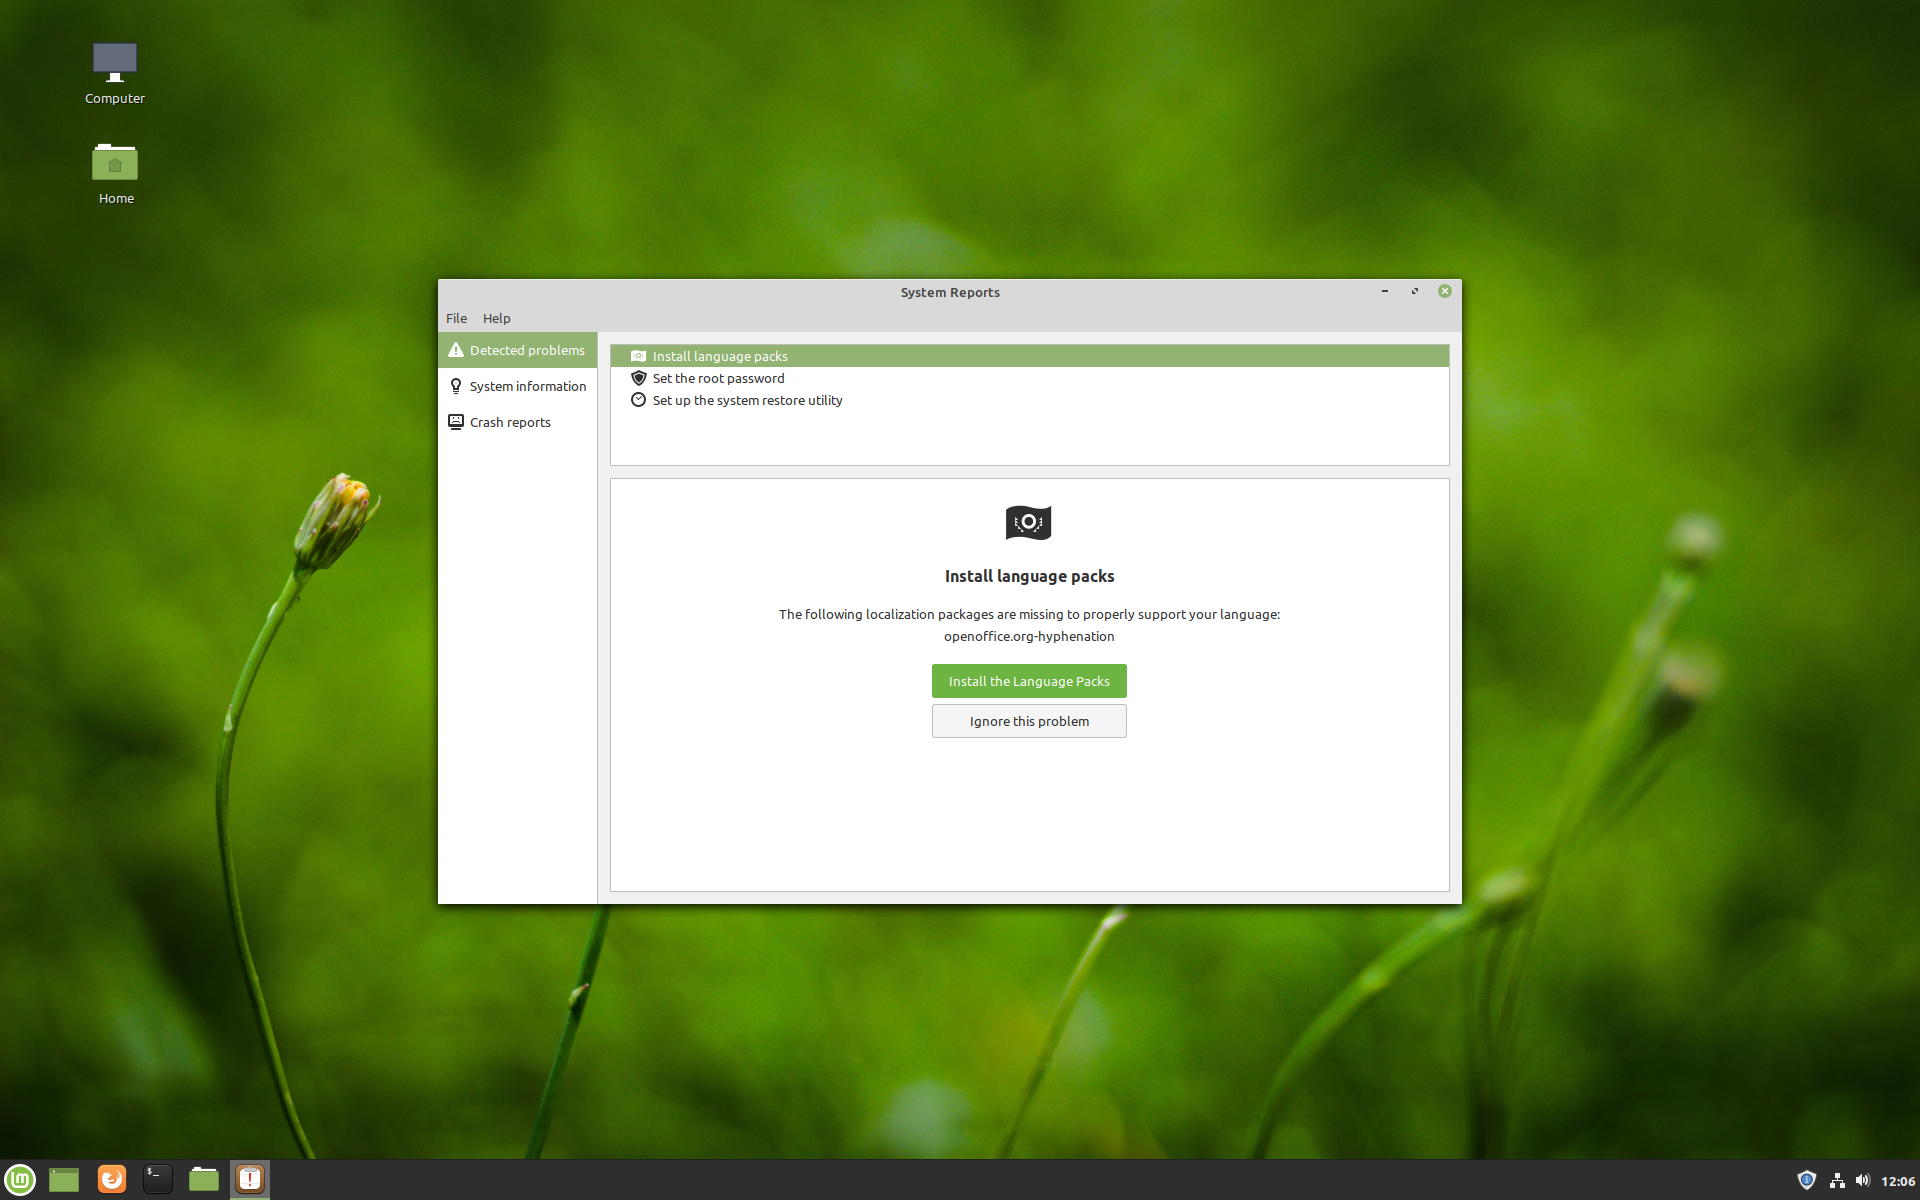 Computer
Home
System Reports
File Help
Detected problems
System information
Crash reports
Install language packs
Set the root password
Set up the system restore utility
Install language packs
The following localization packages are missing to properly support your language:
openoffice.org-hyphenation
Install the Language Packs
Ignore this problem
lm
$_
12:06